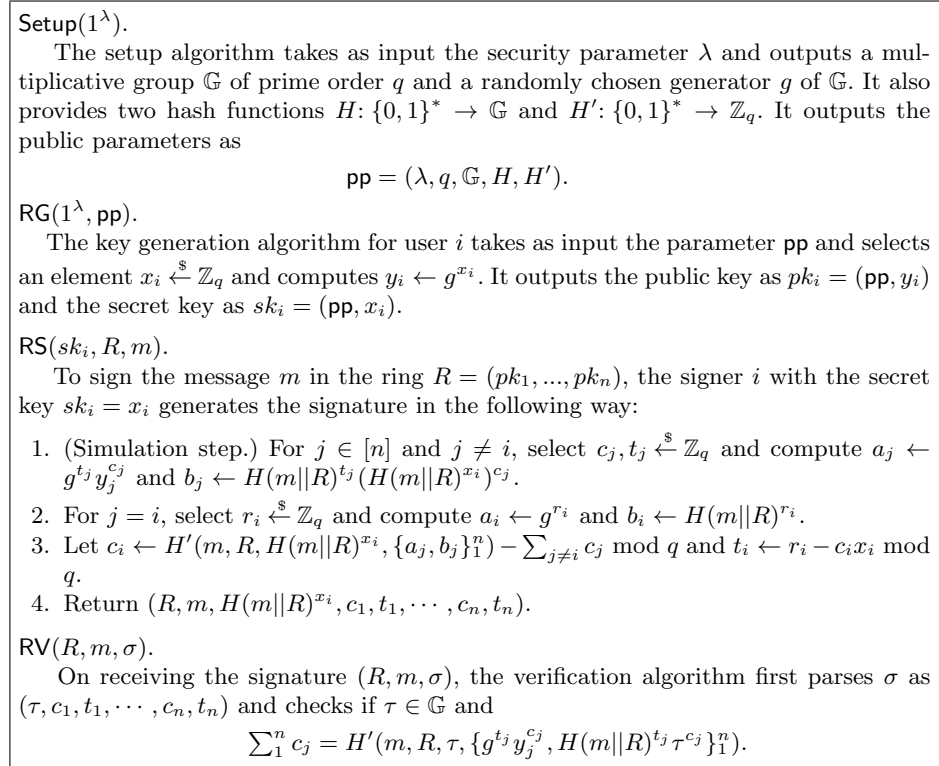 Setup(1^λ).
The setup algorithm takes as input the security parameter λ and outputs a mul-
tiplicative group 𝔾 of prime order q and a randomly chosen generator g of 𝔾. It also
provides two hash functions H: {0, 1}* → 𝔾 and H′: {0, 1}* → ℤ_q. It outputs the
public parameters as
pp = (λ, q, 𝔾, H, H′).
RG(1^λ, pp).
The key generation algorithm for user i takes as input the parameter pp and selects
an element x_i ←$ ℤ_q and computes y_i ← g^{x_i}. It outputs the public key as pk_i = (pp, y_i)
and the secret key as sk_i = (pp, x_i).
RS(sk_i, R, m).
To sign the message m in the ring R = (pk_1, ..., pk_n), the signer i with the secret
key sk_i = x_i generates the signature in the following way:
1. (Simulation step.) For j ∈ [n] and j ≠ i, select c_j, t_j ←$ ℤ_q and compute a_j ←
g^{t_j} y_j^{c_j} and b_j ← H(m||R)^{t_j} (H(m||R)^{x_i})^{c_j}.
2. For j = i, select r_i ←$ ℤ_q and compute a_i ← g^{r_i} and b_i ← H(m||R)^{r_i}.
3. Let c_i ← H′(m, R, H(m||R)^{x_i}, {a_j, b_j}_1^n) − ∑_{j≠i} c_j mod q and t_i ← r_i − c_i x_i mod
q.
4. Return (R, m, H(m||R)^{x_i}, c_1, t_1, ⋯ , c_n, t_n).
RV(R, m, σ).
On receiving the signature (R, m, σ), the verification algorithm first parses σ as
(τ, c_1, t_1, ⋯ , c_n, t_n) and checks if τ ∈ 𝔾 and
∑_1^n c_j = H′(m, R, τ, {g^{t_j} y_j^{c_j}, H(m||R)^{t_j} τ^{c_j}}_1^n).